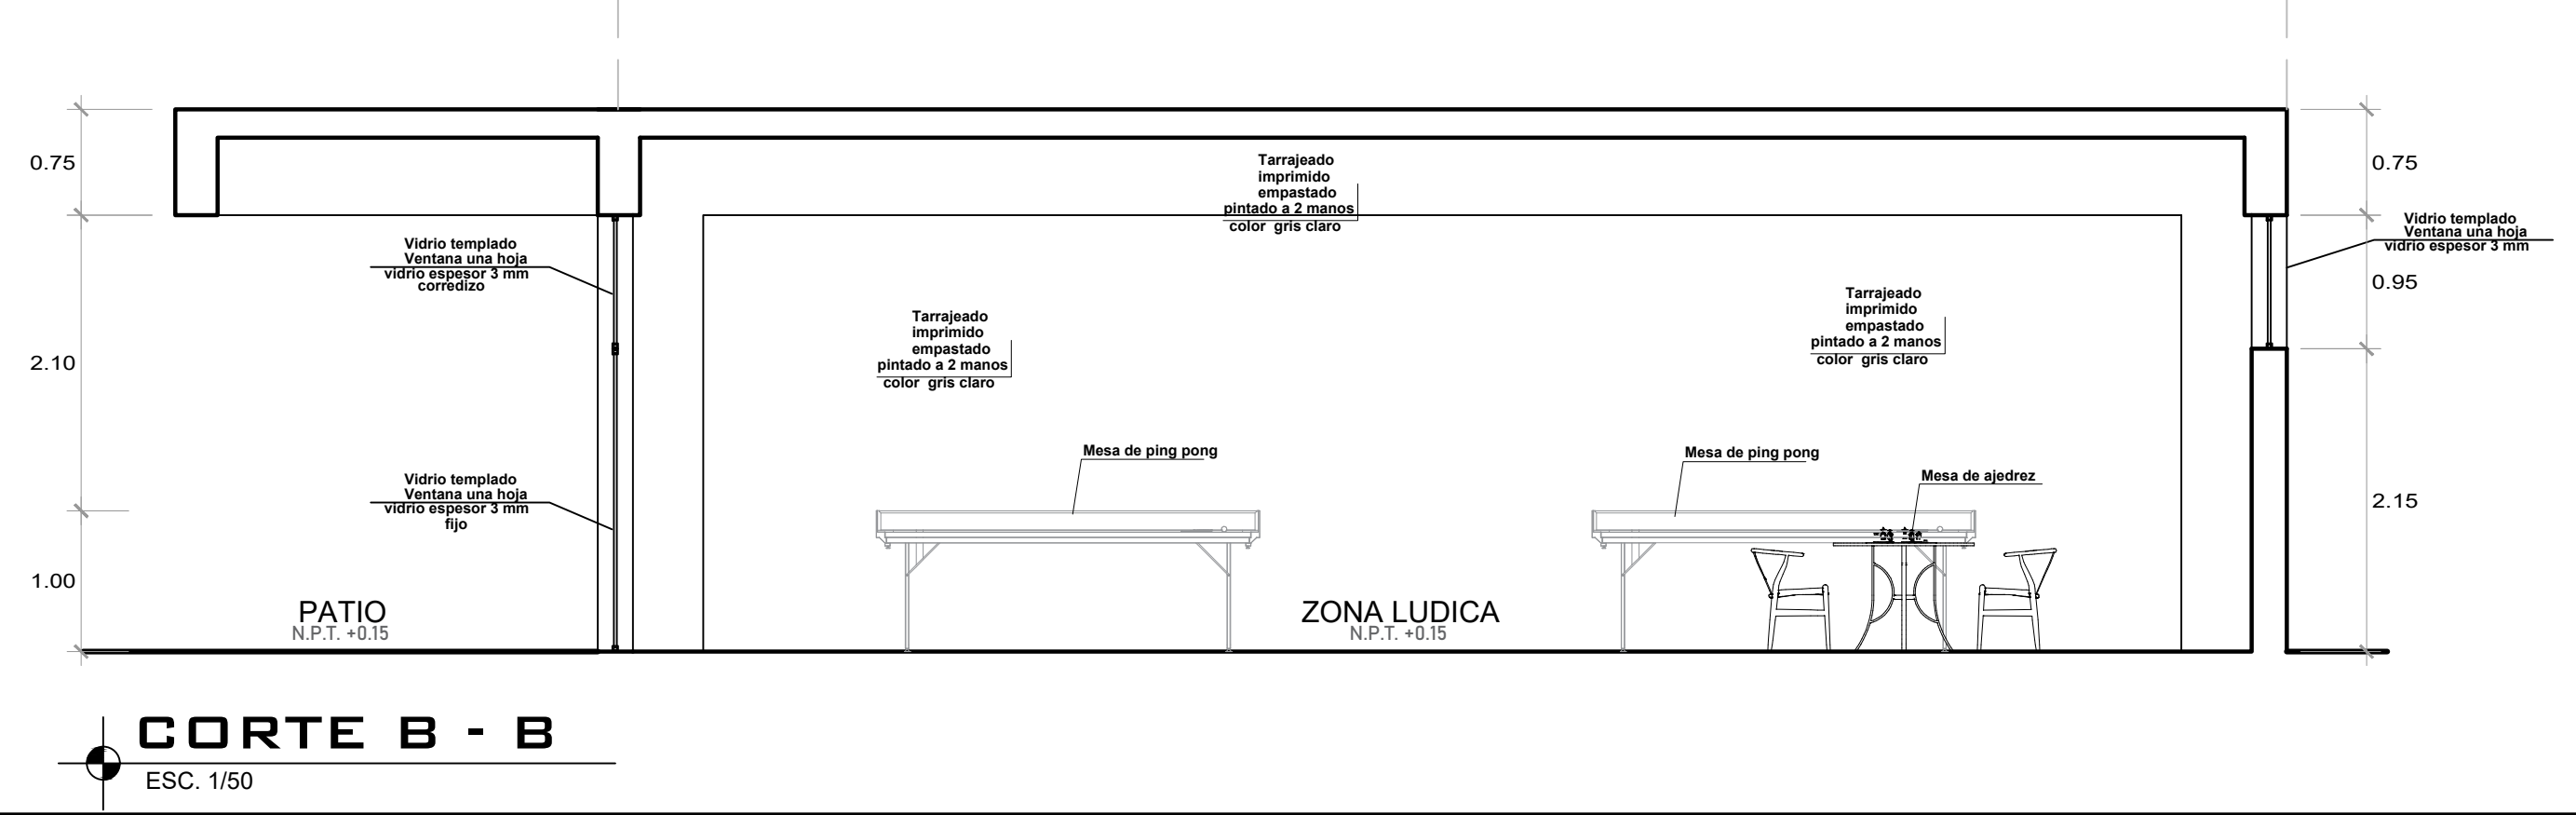 0.75
2.10
1.00
Vidrio templado
Ventana una hoja
vidrio espesor 3 mm
corredizo
Vidrio templado
Ventana una hoja
vidrio espesor 3 mm
fijo
PATIO
N.P.T. +0.15
Tarrajeado
imprimido
empastado
pintado a 2 manos
color gris claro
Tarrajeado
imprimido
empastado
pintado a 2 manos
color gris claro
Tarrajeado
imprimido
empastado
pintado a 2 manos
color gris claro
Mesa de ping pong
Mesa de ping pong
Mesa de ajedrez
ZONA LUDICA
N.P.T. +0.15
0.75
Vidrio templado
Ventana una hoja
vidrio espesor 3 mm
0.95
2.15
CORTE B - B
ESC. 1/50